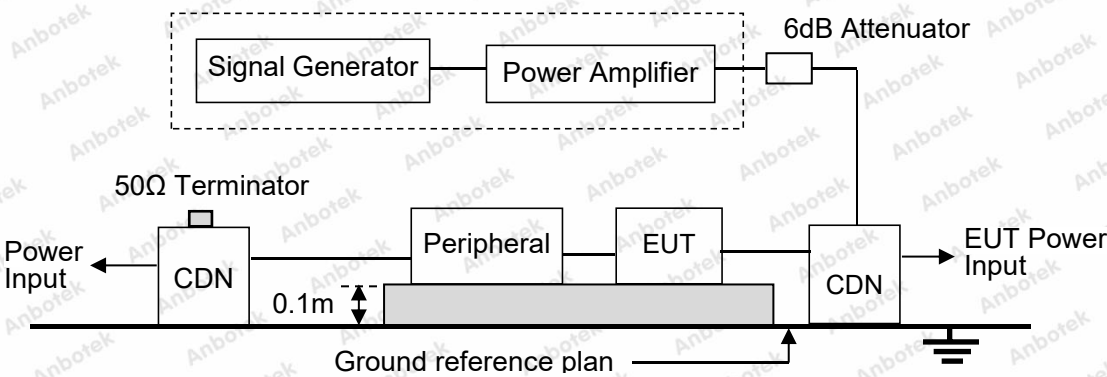 6dB Attenuator
Signal Generator
Power Amplifier
50Ω Terminator
Power
Input
CDN
Peripheral
EUT
CDN
EUT Power
Input
0.1m
Ground reference plan
Anbotek